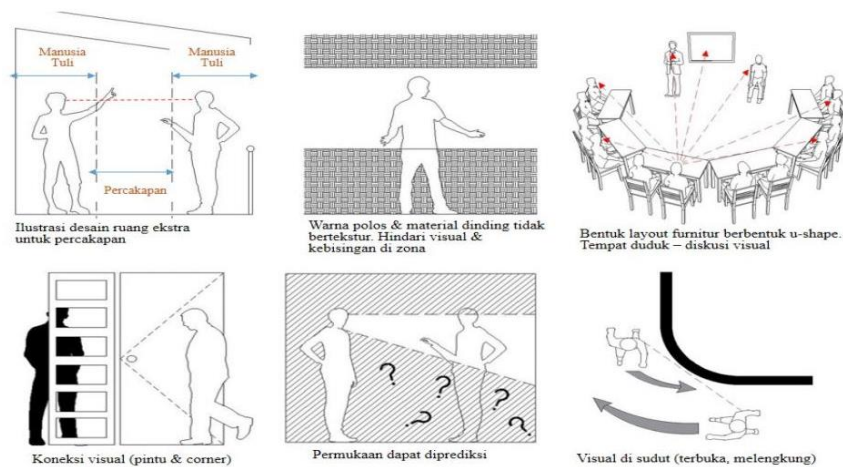 Manusia
Tuli
Manusia
Tuli
Percakapan
Ilustrasi desain ruang ekstra
untuk percakapan
Warna polos & material dinding tidak
bertekstur. Hindari visual &
kebisingan di zona
Bentuk layout furnitur berbentuk u-shape.
Tempat duduk – diskusi visual
Koneksi visual (pintu & corner)
? ? ? ?
Permukaan dapat diprediksi
Visual di sudut (terbuka, melengkung)